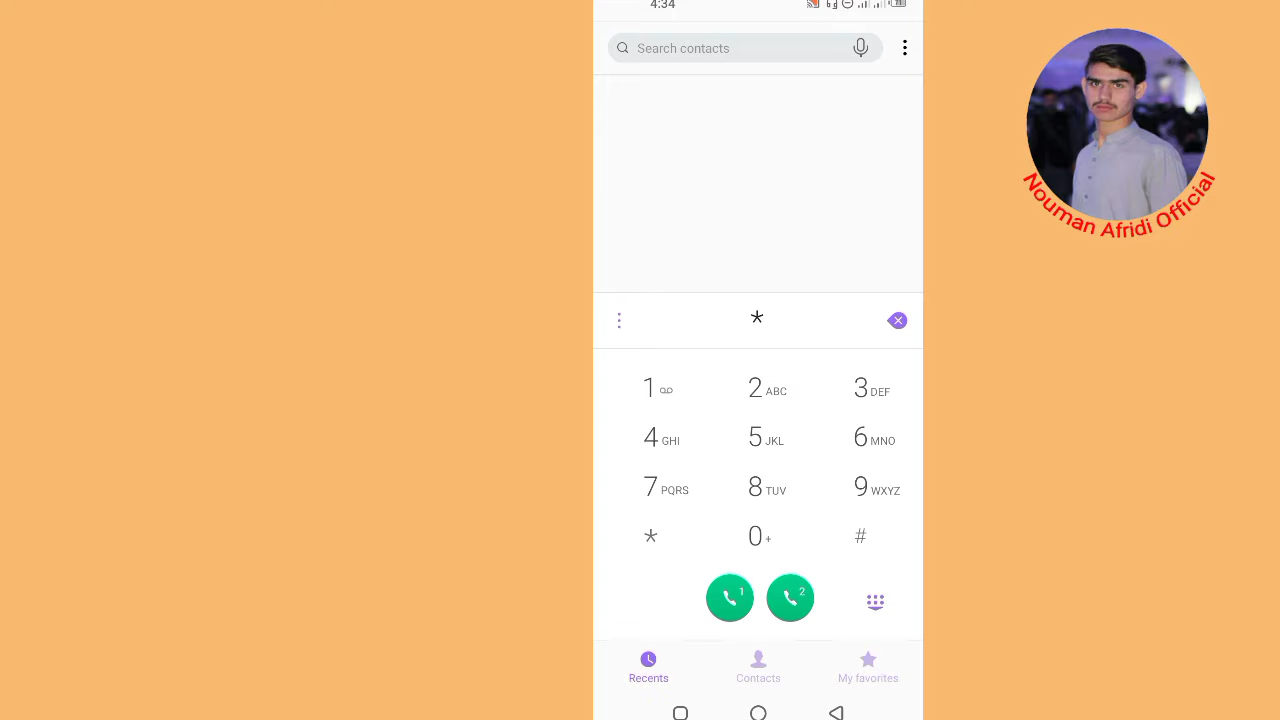 4:34
71
Search contacts
*
1
2 ABC
3 DEF
4 GHI
5 JKL
6 MNO
7 PQRS
8 TUV
9 WXYZ
*
0 +
#
1
2
Recents
Contacts
My favorites
Nouman Afridi Official